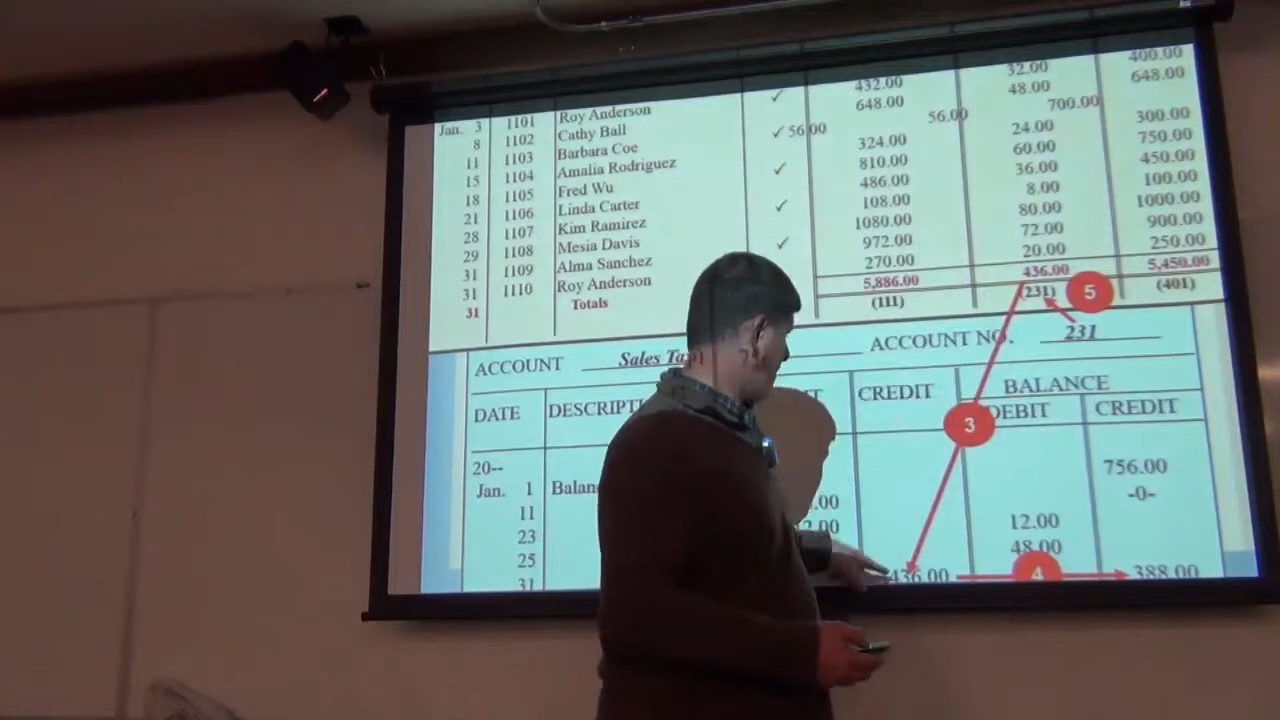 Jan. 3 1101 Roy Anderson ✓ 432.00 32.00 400.00
8 1102 Cathy Ball 648.00 48.00 648.00
11 1103 Barbara Coe ✓ 56.00 56.00 700.00
15 1104 Amalia Rodriguez 324.00 24.00 300.00
18 1105 Fred Wu ✓ 810.00 60.00 750.00
21 1106 Linda Carter 486.00 36.00 450.00
28 1107 Kim Ramirez ✓ 108.00 8.00 100.00
29 1108 Mesia Davis 1080.00 80.00 1000.00
31 1109 Alma Sanchez ✓ 972.00 72.00 900.00
31 1110 Roy Anderson 270.00 20.00 250.00
31 Totals 5,886.00 436.00 5,450.00
(111) (231) (401)
5
ACCOUNT Sales Ta ACCOUNT NO. 231
DATE DESCRIPT CREDIT BALANCE
DEBIT CREDIT
3
20--
Jan. 1 Balan 756.00
11 .00 -0-
23 2.00 12.00
25 48.00
31 436.00 4 388.00